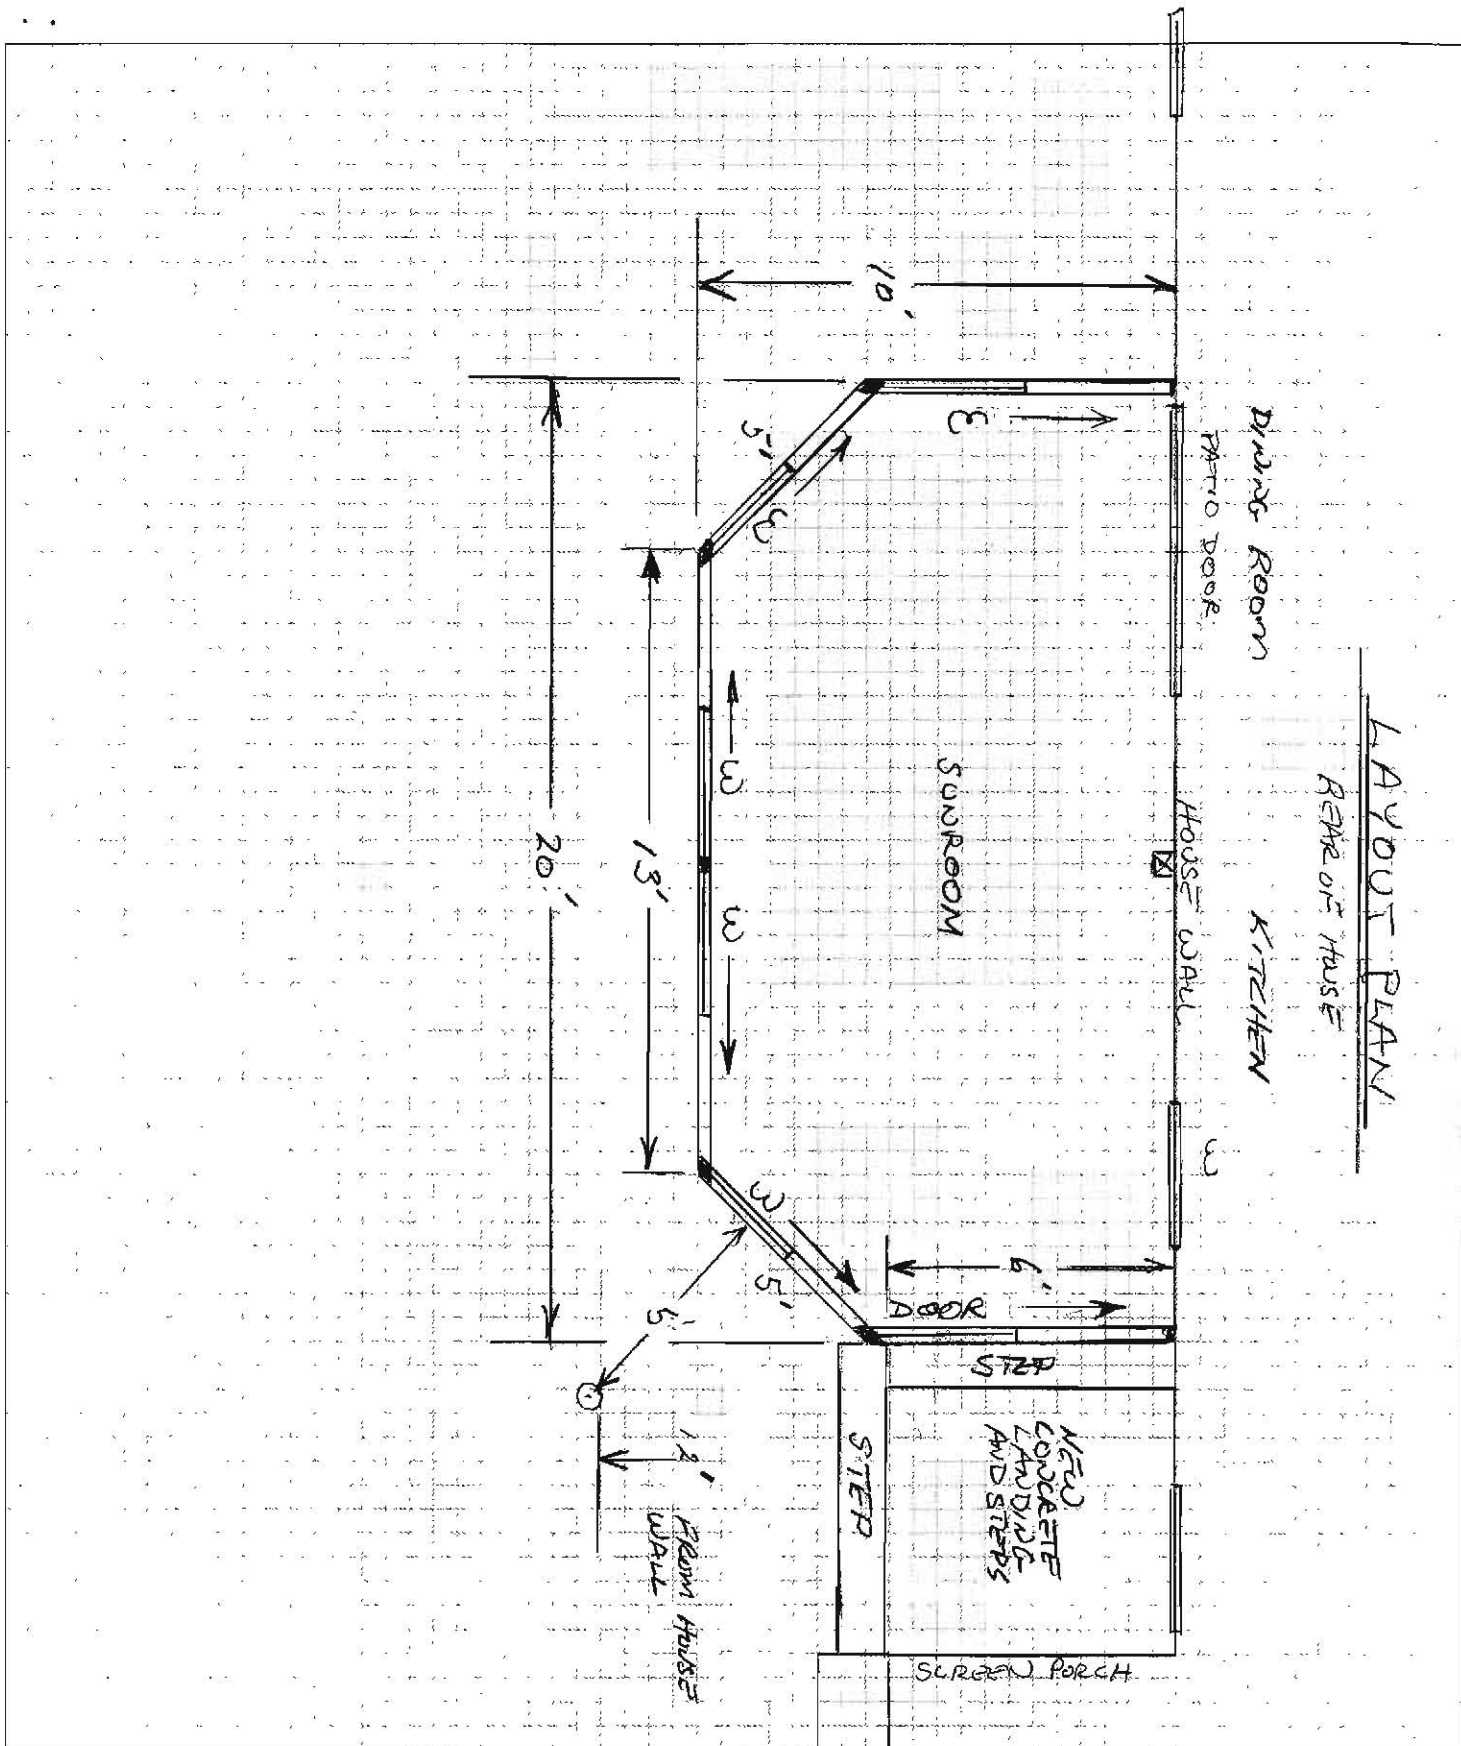 LAYOUT PLAN
REAR OF HOUSE
DINING ROOM
KITCHEN
PATIO DOOR
HOUSE WALL
W
10'
W
SUNROOM
6'
DOOR
STEP
NEW
CONCRETE
LANDING
AND STEPS
SCREEN PORCH
5'
W
W
W
W
5'
STEP
13'
5'
12'
FROM HOUSE
WALL
20'